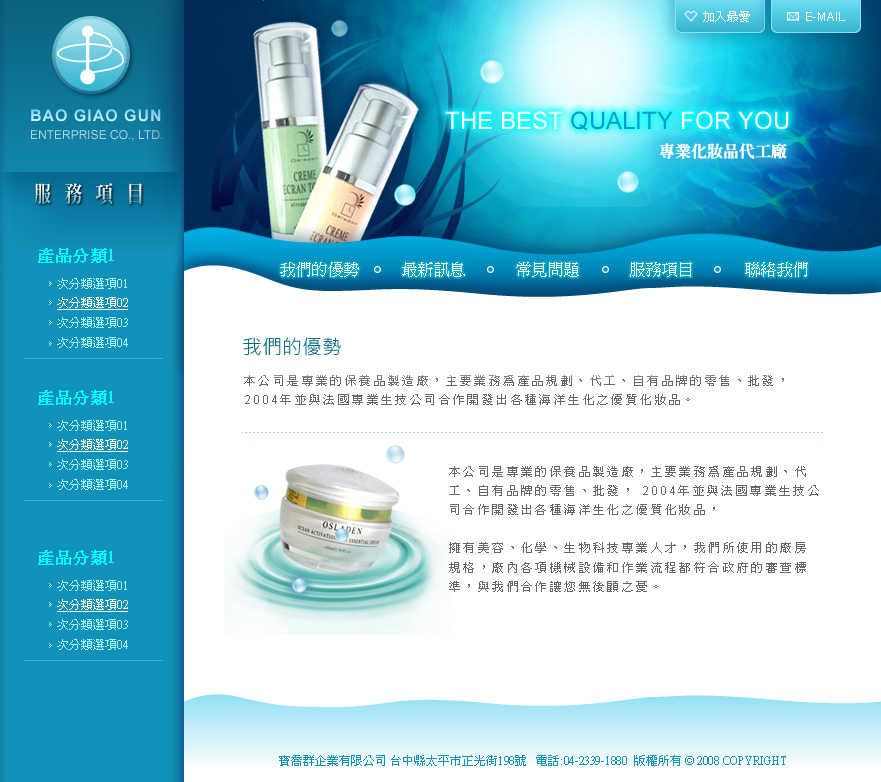 加入最愛
E-MAIL
BAO GIAO GUN
ENTERPRISE CO., LTD.
THE BEST QUALITY FOR YOU
專業化妝品代工廠
CREME
ECRAN T
CREME
ECRAN TO
服務項目
我們的優勢
最新訊息
常見問題
服務項目
聯絡我們
產品分類1
次分類選項01
次分類選項02
次分類選項03
次分類選項04
產品分類1
次分類選項01
次分類選項02
次分類選項03
次分類選項04
產品分類1
次分類選項01
次分類選項02
次分類選項03
次分類選項04
我們的優勢
本公司是專業的保養品製造廠，主要業務爲產品規劃、代工、自有品牌的零售、批發，
2004年並與法國專業生技公司合作開發出各種海洋生化之優質化妝品。
OSLADEN
本公司是專業的保養品製造廠，主要業務爲產品規劃、代
工、自有品牌的零售、批發， 2004年並與法國專業生技公
司合作開發出各種海洋生化之優質化妝品，
擁有美容、化學、生物科技專業人才，我們所使用的廠房
規格，廠內各項機械設備和作業流程都符合政府的審查標
準，與我們合作讓您無後顧之憂。
寶喬群企業有限公司 台中縣太平市正光街198號 電話:04-2339-1880 版權所有 © 2008 COPYRIGHT